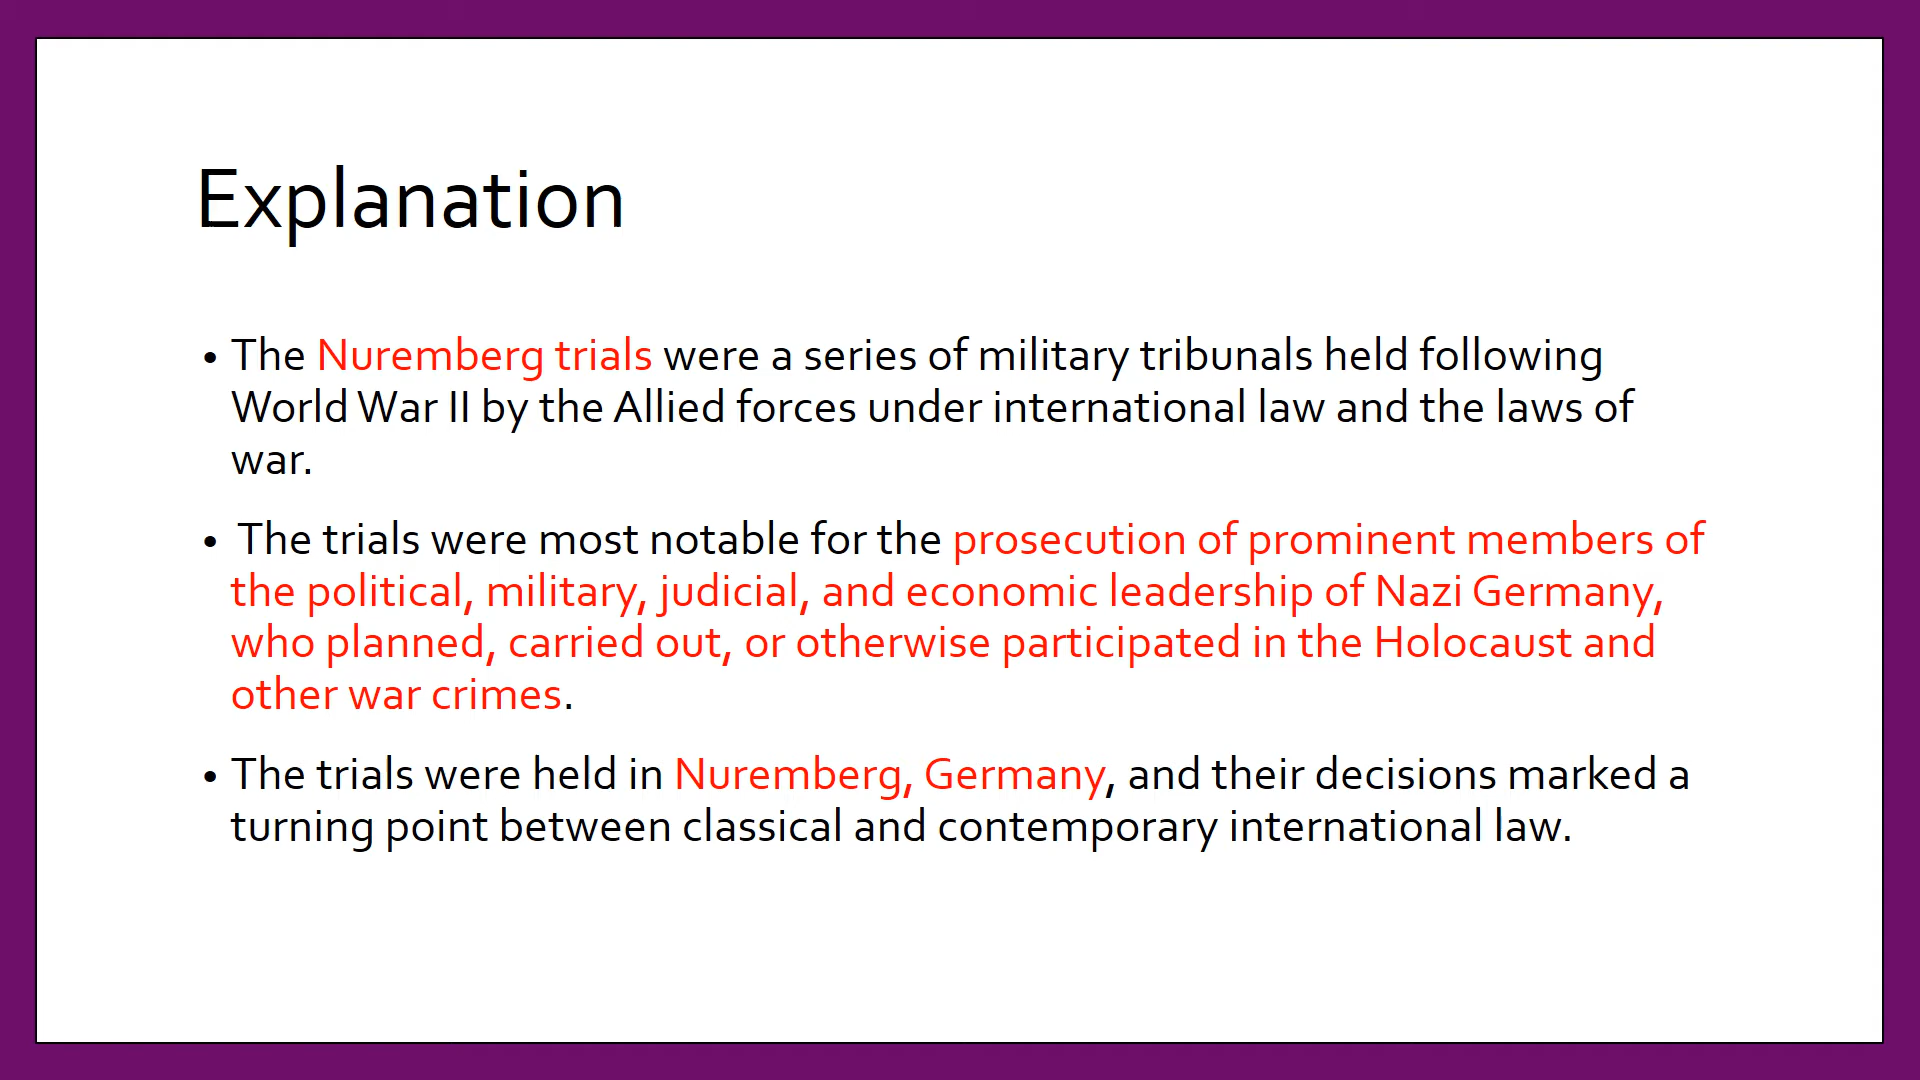 Explanation
• The Nuremberg trials were a series of military tribunals held following
World War II by the Allied forces under international law and the laws of
war.
• The trials were most notable for the prosecution of prominent members of
the political, military, judicial, and economic leadership of Nazi Germany,
who planned, carried out, or otherwise participated in the Holocaust and
other war crimes.
• The trials were held in Nuremberg, Germany, and their decisions marked a
turning point between classical and contemporary international law.